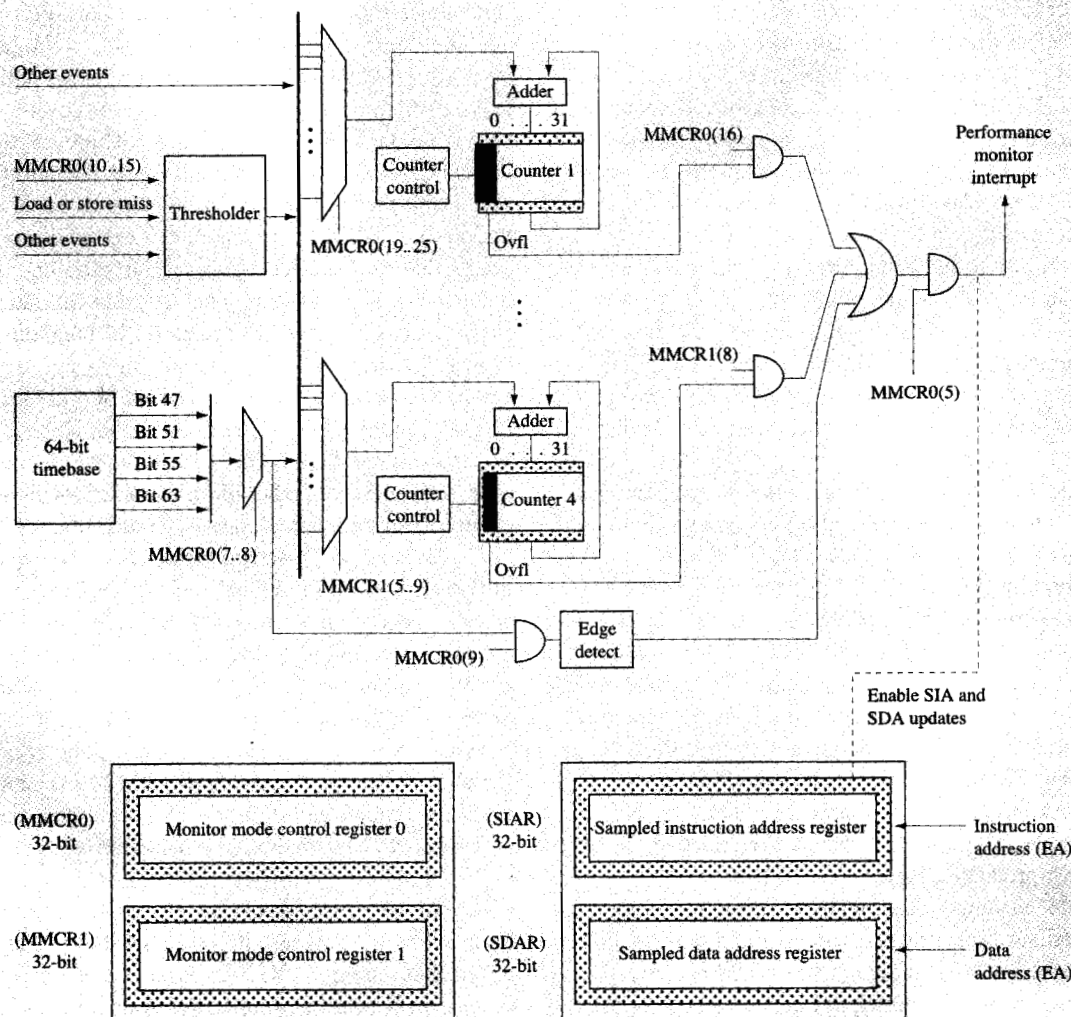 Other events
MMCR0(10..15)
Load or store miss
Other events
Thresholder
MMCR0(19..25)
Adder
0 . . . 31
Counter
control
Counter 1
Ovfl
MMCR0(16)
Performance
monitor
interrupt
MMCR1(8)
MMCR0(5)
64-bit
timebase
Bit 47
Bit 51
Bit 55
Bit 63
MMCR0(7..8)
MMCR1(5..9)
Adder
0 . . . 31
Counter
control
Counter 4
Ovfl
MMCR0(9)
Edge
detect
Enable SIA and
SDA updates
(MMCR0)
32-bit
Monitor mode control register 0
(SIAR)
32-bit
Sampled instruction address register
Instruction
address (EA)
(MMCR1)
32-bit
Monitor mode control register 1
(SDAR)
32-bit
Sampled data address register
Data
address (EA)